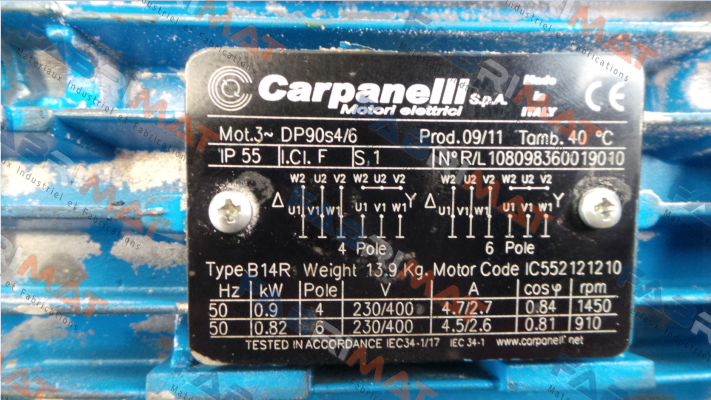 Carpanelli S.p.A. Made in ITALY CE
Motori elettrici
Mot.3~ DP90s4/6 Prod.09/11 Tamb. 40 °C
IP 55 I.Cl. F S.1 N°R/L 108098360019010
W2 U2 V2 W2 U2 V2 W2 U2 V2 W2 U2 V2
Δ U1 V1 W1 U1 V1 W1 Y Δ U1 V1 W1 U1 V1 W1 Y
4 Pole 6 Pole
Type B14R Weight 13.9 Kg. Motor Code IC552121210
Hz kW Pole V A cosφ rpm
50 0.9 4 230/400 4.7/2.7 0.84 1450
50 0.82 6 230/400 4.5/2.6 0.81 910
TESTED IN ACCORDANCE IEC34-1/17 IEC 34-1 www.carpanelli.net
FABRIMAT
Matériaux Industriel et Fabrications